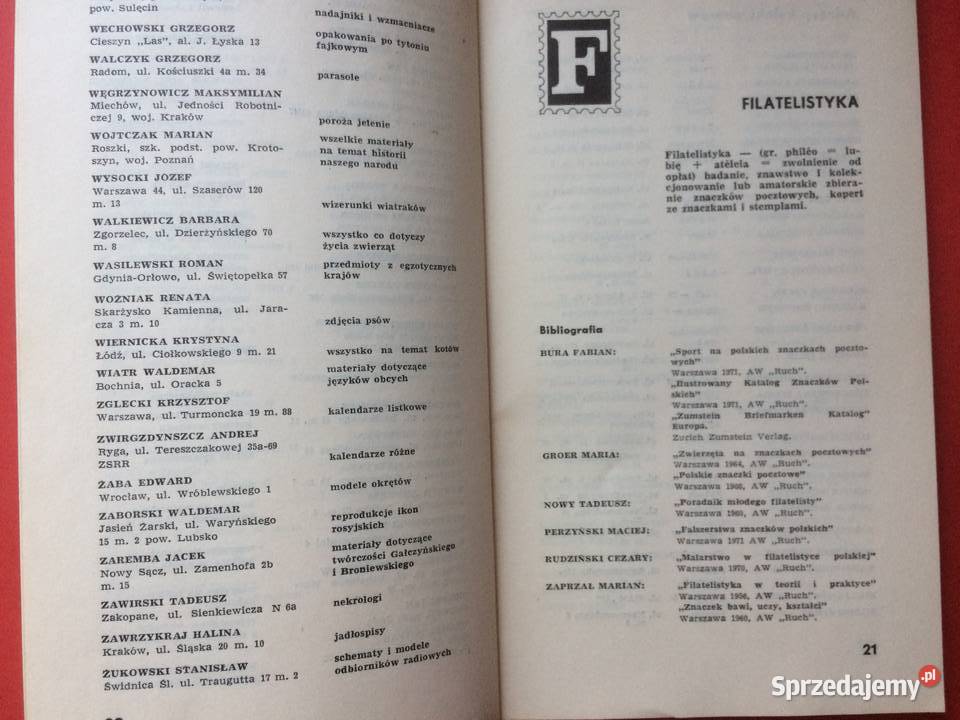 pow. Sulęcin
nadajniki i wzmacniacze
WECHOWSKI GRZEGORZ
Cieszyn „Las", al. J. Łyska 13
opakowania po tytoniu
fajkowym
WALCZYK GRZEGORZ
Radom, ul. Kościuszki 4a m. 34
parasole
WĘGRZYNOWICZ MAKSYMILIAN
Miechów, ul. Jedności Robotni-
czej 9, woj. Kraków
poroża jelenie
WOJTCZAK MARIAN
Roszki, szk. podst. pow. Kroto-
szyn, woj. Poznań
wszelkie materiały
na temat historii
naszego narodu
WYSOCKI JOZEF
Warszawa 44, ul. Szaserów 120
m. 13
wizerunki wiatraków
WALKIEWICZ BARBARA
Zgorzelec, ul. Dzierżyńskiego 70
m. 8
wszystko co dotyczy
życia zwierząt
WASILEWSKI ROMAN
Gdynia-Orłowo, ul. Świętopełka 57
przedmioty z egzotycznych
krajów
WOŹNIAK RENATA
Skarżysko Kamienna, ul. Jara-
cza 3 m. 10
zdjęcia psów
WIERNICKA KRYSTYNA
Łódź, ul. Ciołkowskiego 9 m. 21
wszystko na temat kotów
WIATR WALDEMAR
Bochnia, ul. Oracka 5
materiały dotyczące
języków obcych
ZGLECKI KRZYSZTOF
Warszawa, ul. Turmoncka 19 m. 88
kalendarze listkowe
ZWIRGZDYNSZCZ ANDREJ
Ryga, ul. Tereszczakowej 35a-69
ZSRR
kalendarze różne
ŻABA EDWARD
Wrocław, ul. Wróblewskiego 1
modele okrętów
ZABORSKI WALDEMAR
Jasień Żarski, ul. Waryńskiego
15 m. 2 pow. Lubsko
reprodukcje ikon
rosyjskich
ZAREMBA JACEK
Nowy Sącz, ul. Zamenhofa 2b
m. 15
materiały dotyczące
twórczości Gałczyńskiego
i Broniewskiego
ZAWIRSKI TADEUSZ
Zakopane, ul. Sienkiewicza N 6a
nekrologi
ZAWRZYKRAJ HALINA
Kraków, ul. Śląska 20 m. 10
jadłospisy
ŻUKOWSKI STANISŁAW
Świdnica Śl. ul. Traugutta 17 m. 2
schematy i modele
odbiorników radiowych
F
FILATELISTYKA
Filatelistyka — (gr. philéo = lu-
bię + atéleia = zwolnienie od
opłat) badanie, znawstwo i kolek-
cjonowanie lub amatorskie zbiera-
nie znaczków pocztowych, kopert
ze znaczkami i stemplami.
Bibliografia
BURA FABIAN:
„Sport na polskich znaczkach poczto-
wych"
Warszawa 1971, AW „Ruch".
„Ilustrowany Katalog Znaczków Pol-
skich"
Warszawa 1971, AW „Ruch".
„Zumstein Briefmarken Katalog"
Europa.
Zurich Zumstein Verlag.
GROER MARIA:
„Zwierzęta na znaczkach pocztowych"
Warszawa 1964, AW „Ruch".
„Polskie znaczki pocztowe"
Warszawa AW „Ruch".
NOWY TADEUSZ:
„Poradnik młodego filatelisty"
Warszawa AW „Ruch".
PERZYŃSKI MACIEJ:
„Fałszerstwa znaczków polskich"
Warszawa 1971 AW „Ruch".
RUDZIŃSKI CEZARY:
„Malarstwo w filatelistyce polskiej"
Warszawa 1970, AW „Ruch".
ZAPRZAŁ MARIAN:
„Filatelistyka w teorii i praktyce"
Warszawa AW „Ruch".
„Znaczek bawi, uczy, kształci"
Warszawa 1960, AW „Ruch".
21
Sprzedajemy.pl